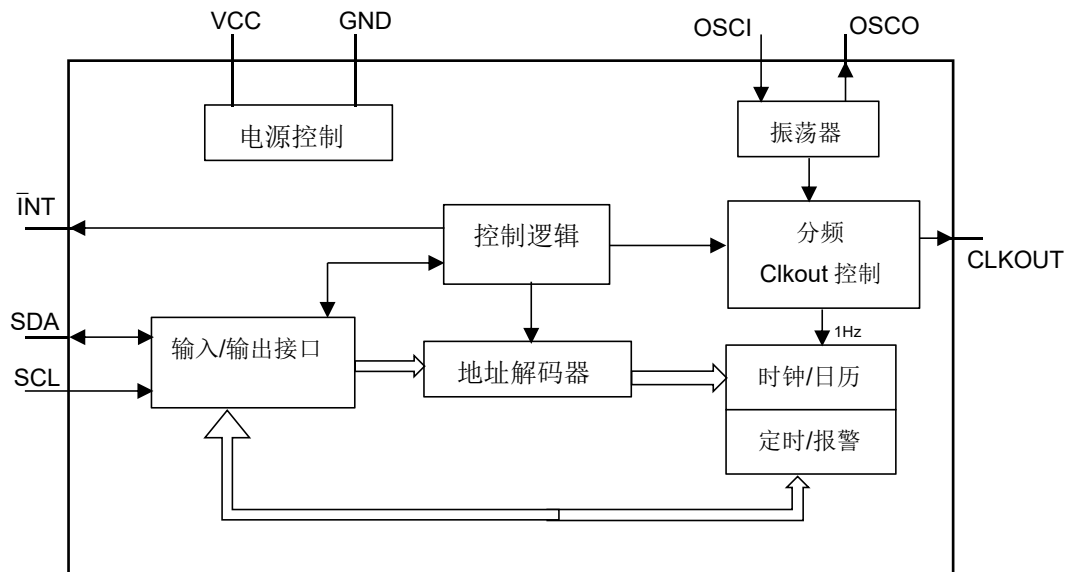 VCC
GND
OSCI
OSCO
电源控制
振荡器
I̅NT
控制逻辑
分频
Clkout 控制
CLKOUT
SDA
输入/输出接口
1Hz
SCL
地址解码器
时钟/日历
定时/报警